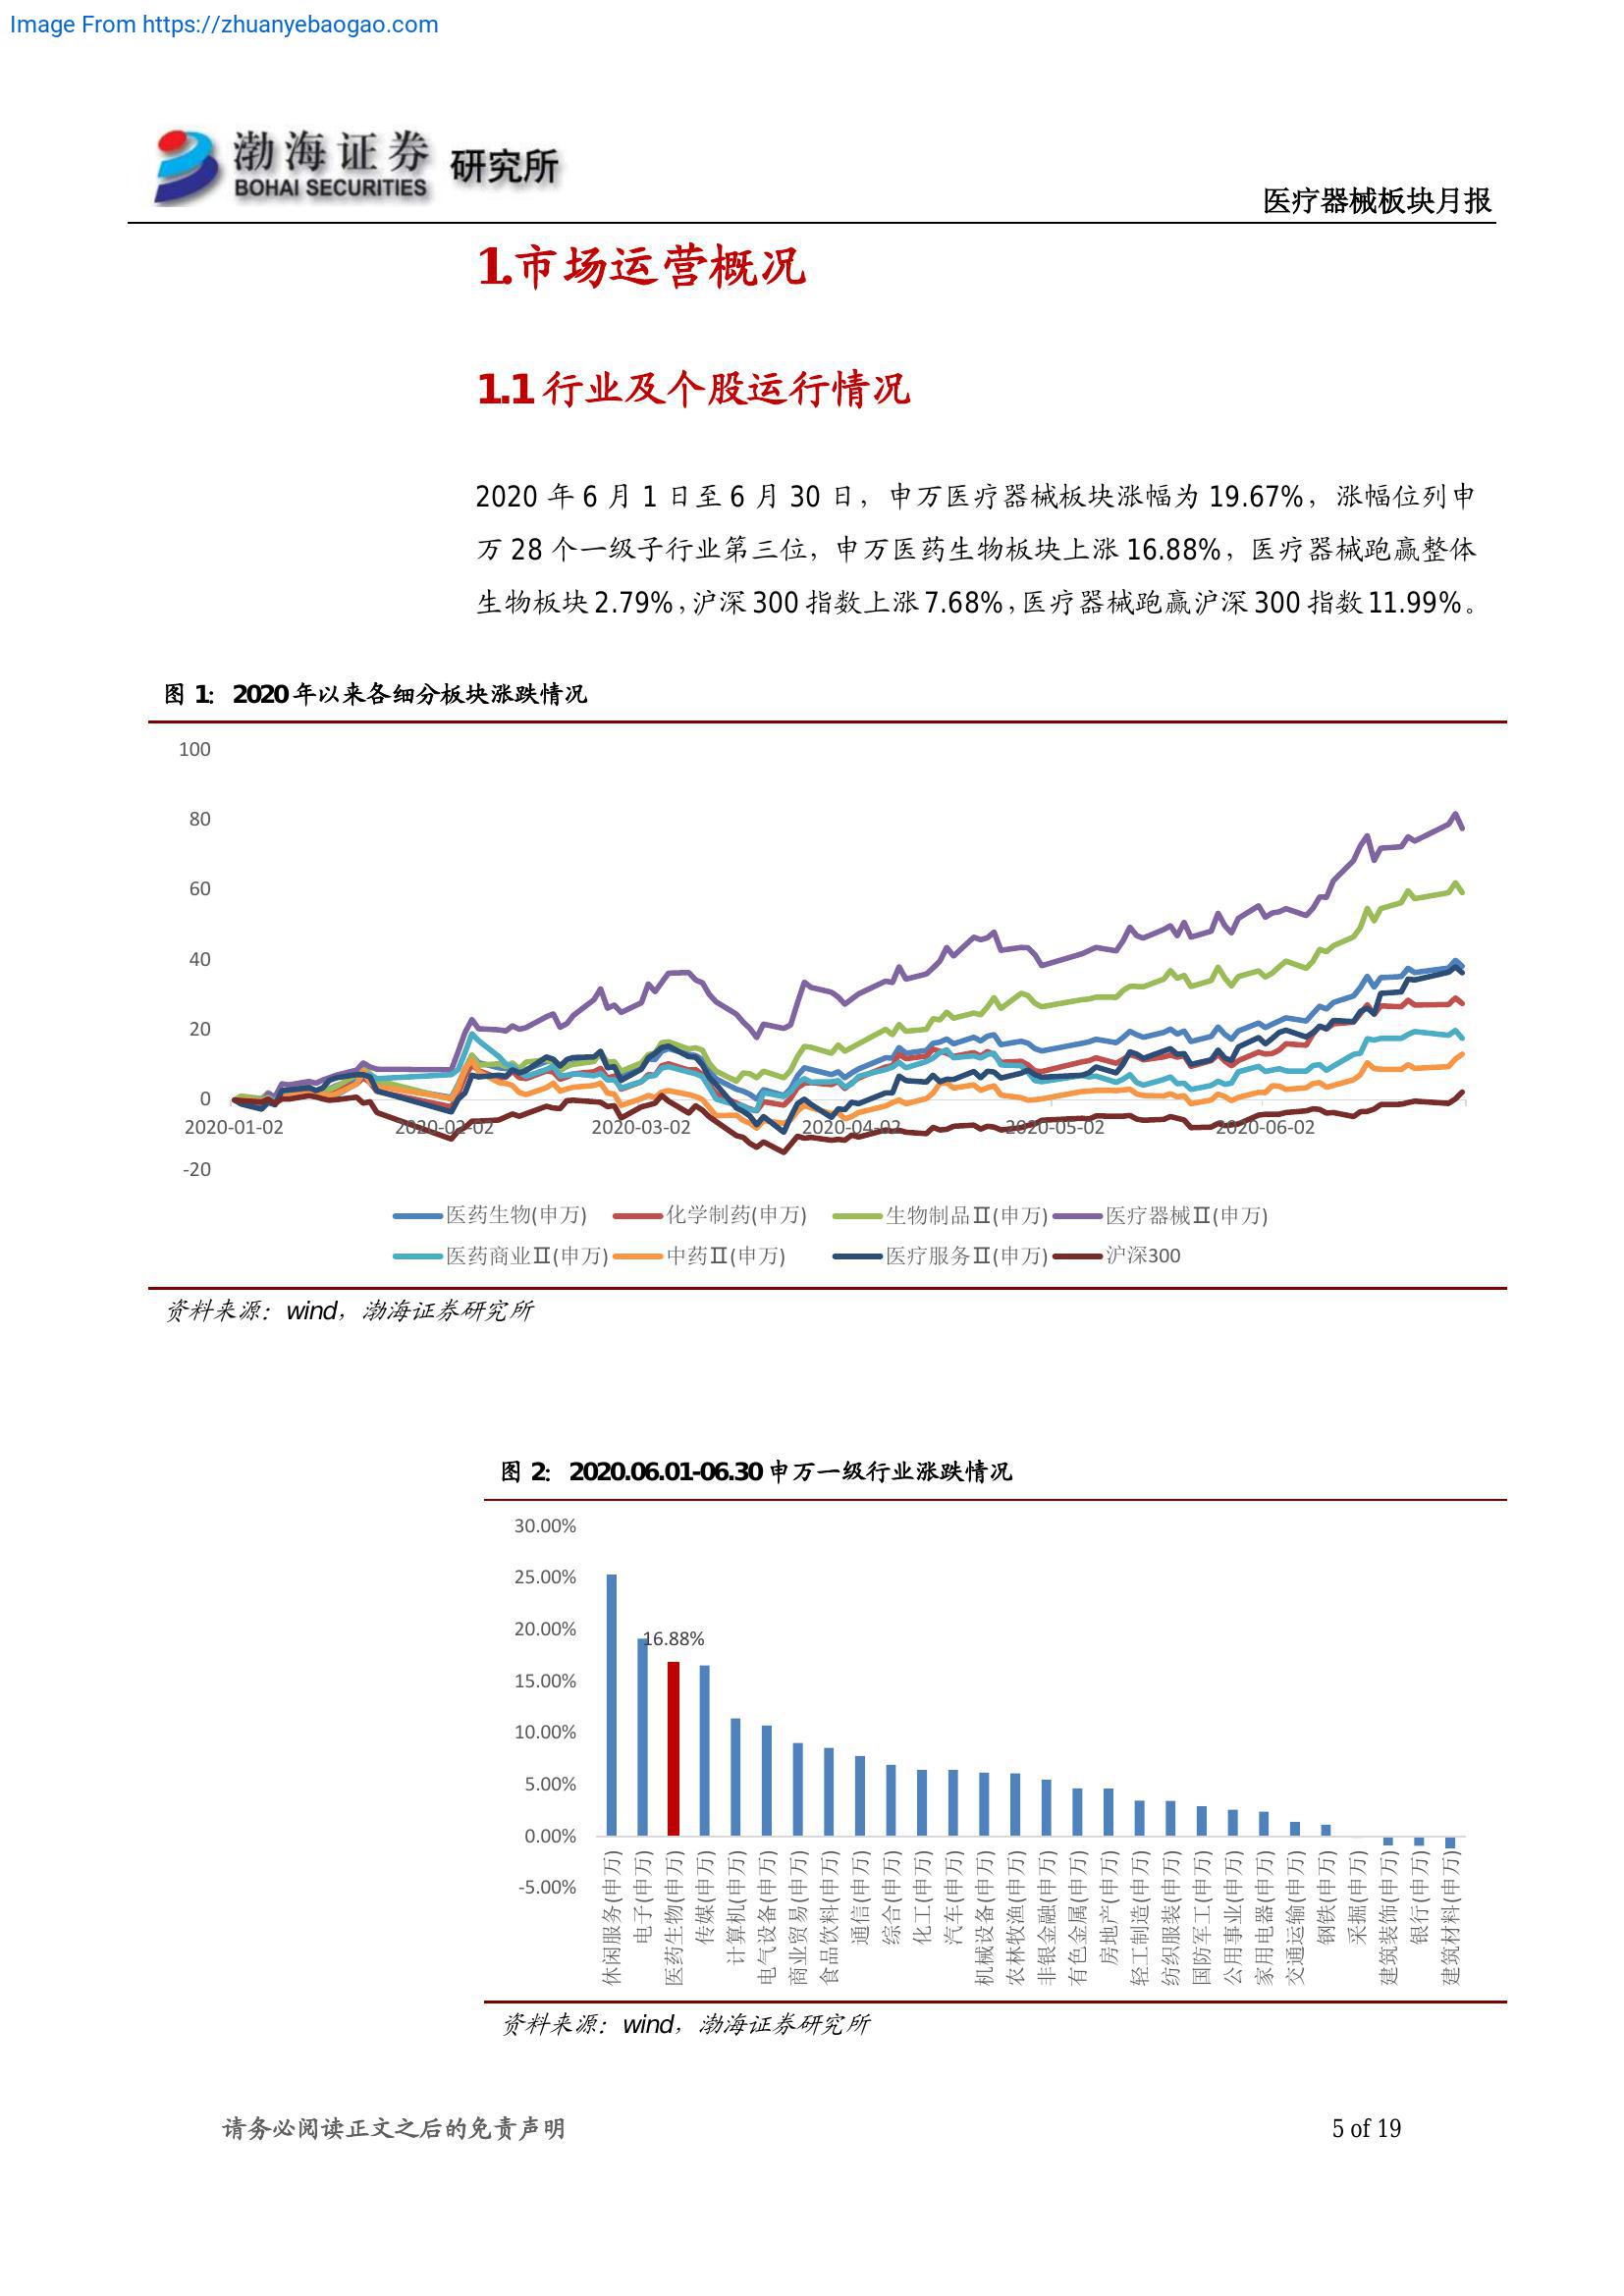 Image From https://zhuanyebaogao.com
渤海证券 研究所
BOHAI SECURITIES
医疗器械板块月报
1.市场运营概况
1.1 行业及个股运行情况
2020 年 6 月 1 日至 6 月 30 日，申万医疗器械板块涨幅为 19.67%，涨幅位列申
万 28 个一级子行业第三位，申万医药生物板块上涨 16.88%，医疗器械跑赢整体
生物板块 2.79%，沪深 300 指数上涨 7.68%，医疗器械跑赢沪深 300 指数 11.99%。
图 1：2020 年以来各细分板块涨跌情况
100
80
60
40
20
0
2020-01-02 2020-02-02 2020-03-02 2020-04-02 2020-05-02 2020-06-02
-20
医药生物(申万) 化学制药(申万) 生物制品Ⅱ(申万) 医疗器械Ⅱ(申万)
医药商业Ⅱ(申万) 中药Ⅱ(申万) 医疗服务Ⅱ(申万) 沪深300
资料来源：wind，渤海证券研究所
图 2：2020.06.01-06.30 申万一级行业涨跌情况
30.00%
25.00%
20.00%
16.88%
15.00%
10.00%
5.00%
0.00%
-5.00%
休闲服务(申万)
电子(申万)
医药生物(申万)
传媒(申万)
计算机(申万)
电气设备(申万)
商业贸易(申万)
食品饮料(申万)
通信(申万)
综合(申万)
化工(申万)
汽车(申万)
机械设备(申万)
农林牧渔(申万)
非银金融(申万)
有色金属(申万)
房地产(申万)
轻工制造(申万)
纺织服装(申万)
国防军工(申万)
公用事业(申万)
家用电器(申万)
交通运输(申万)
钢铁(申万)
采掘(申万)
建筑装饰(申万)
银行(申万)
建筑材料(申万)
资料来源：wind，渤海证券研究所
请务必阅读正文之后的免责声明
5 of 19